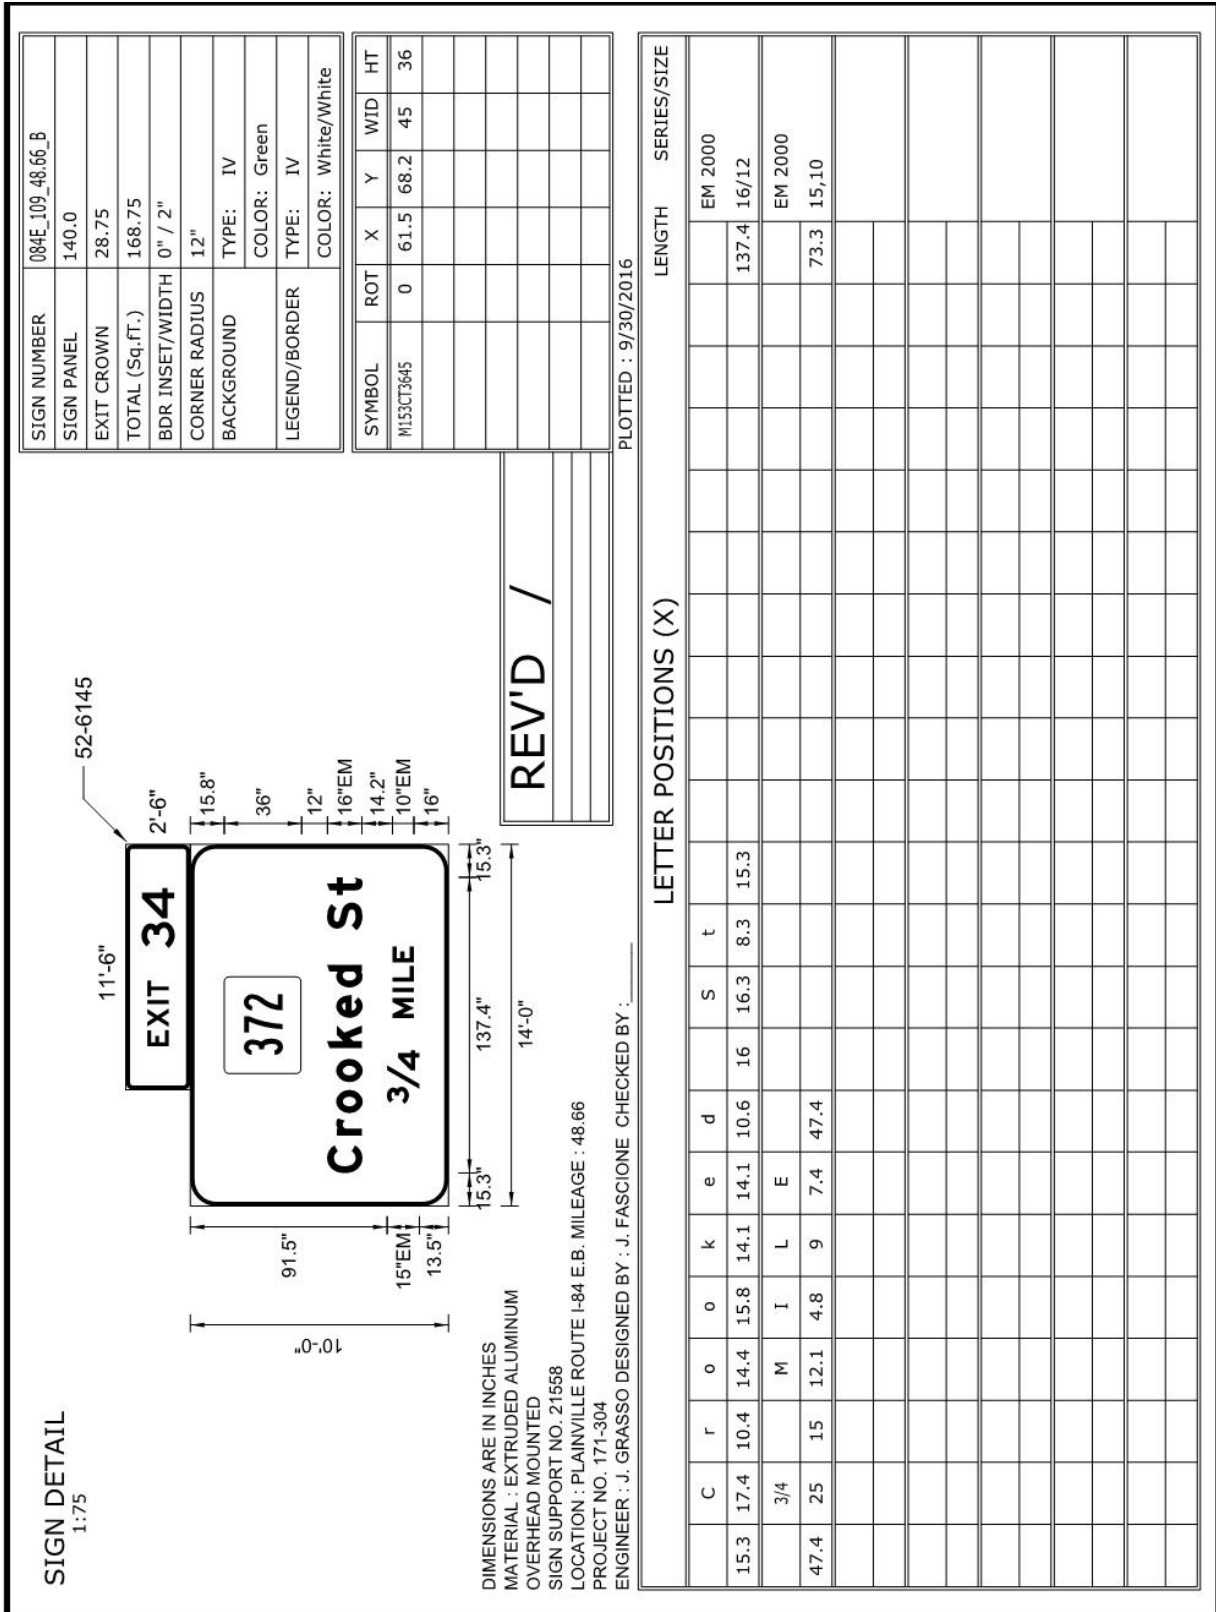 SIGN DETAIL
1:75
52-6145
11'-6"
2'-6"
EXIT 34
372
Crooked St
3/4 MILE
15.8"
36"
12"
16"EM
14.2"
10"EM
16"
91.5"
15"EM
13.5"
10'-0"
15.3" 137.4" 15.3"
14'-0"
DIMENSIONS ARE IN INCHES
MATERIAL : EXTRUDED ALUMINUM
OVERHEAD MOUNTED
SIGN SUPPORT NO. 21558
LOCATION : PLAINVILLE ROUTE I-84 E.B. MILEAGE : 48.66
PROJECT NO. 171-304
ENGINEER : J. GRASSO DESIGNED BY : J. FASCIONE CHECKED BY :
REV'D /
SIGN NUMBER 084E_109_48.66_B
SIGN PANEL 140.0
EXIT CROWN 28.75
TOTAL (Sq.fT.) 168.75
BDR INSET/WIDTH 0" / 2"
CORNER RADIUS 12"
BACKGROUND TYPE: IV
COLOR: Green
LEGEND/BORDER TYPE: IV
COLOR: White/White
SYMBOL ROT X Y WID HT
M153CT3645 0 61.5 68.2 45 36
PLOTTED : 9/30/2016
LETTER POSITIONS (X) LENGTH SERIES/SIZE
C r o o k e d S t EM 2000
15.3 17.4 10.4 14.4 15.8 14.1 14.1 10.6 16 16.3 8.3 15.3 137.4 16/12
3/4 M I L E EM 2000
47.4 25 15 12.1 4.8 9 7.4 47.4 73.3 15,10